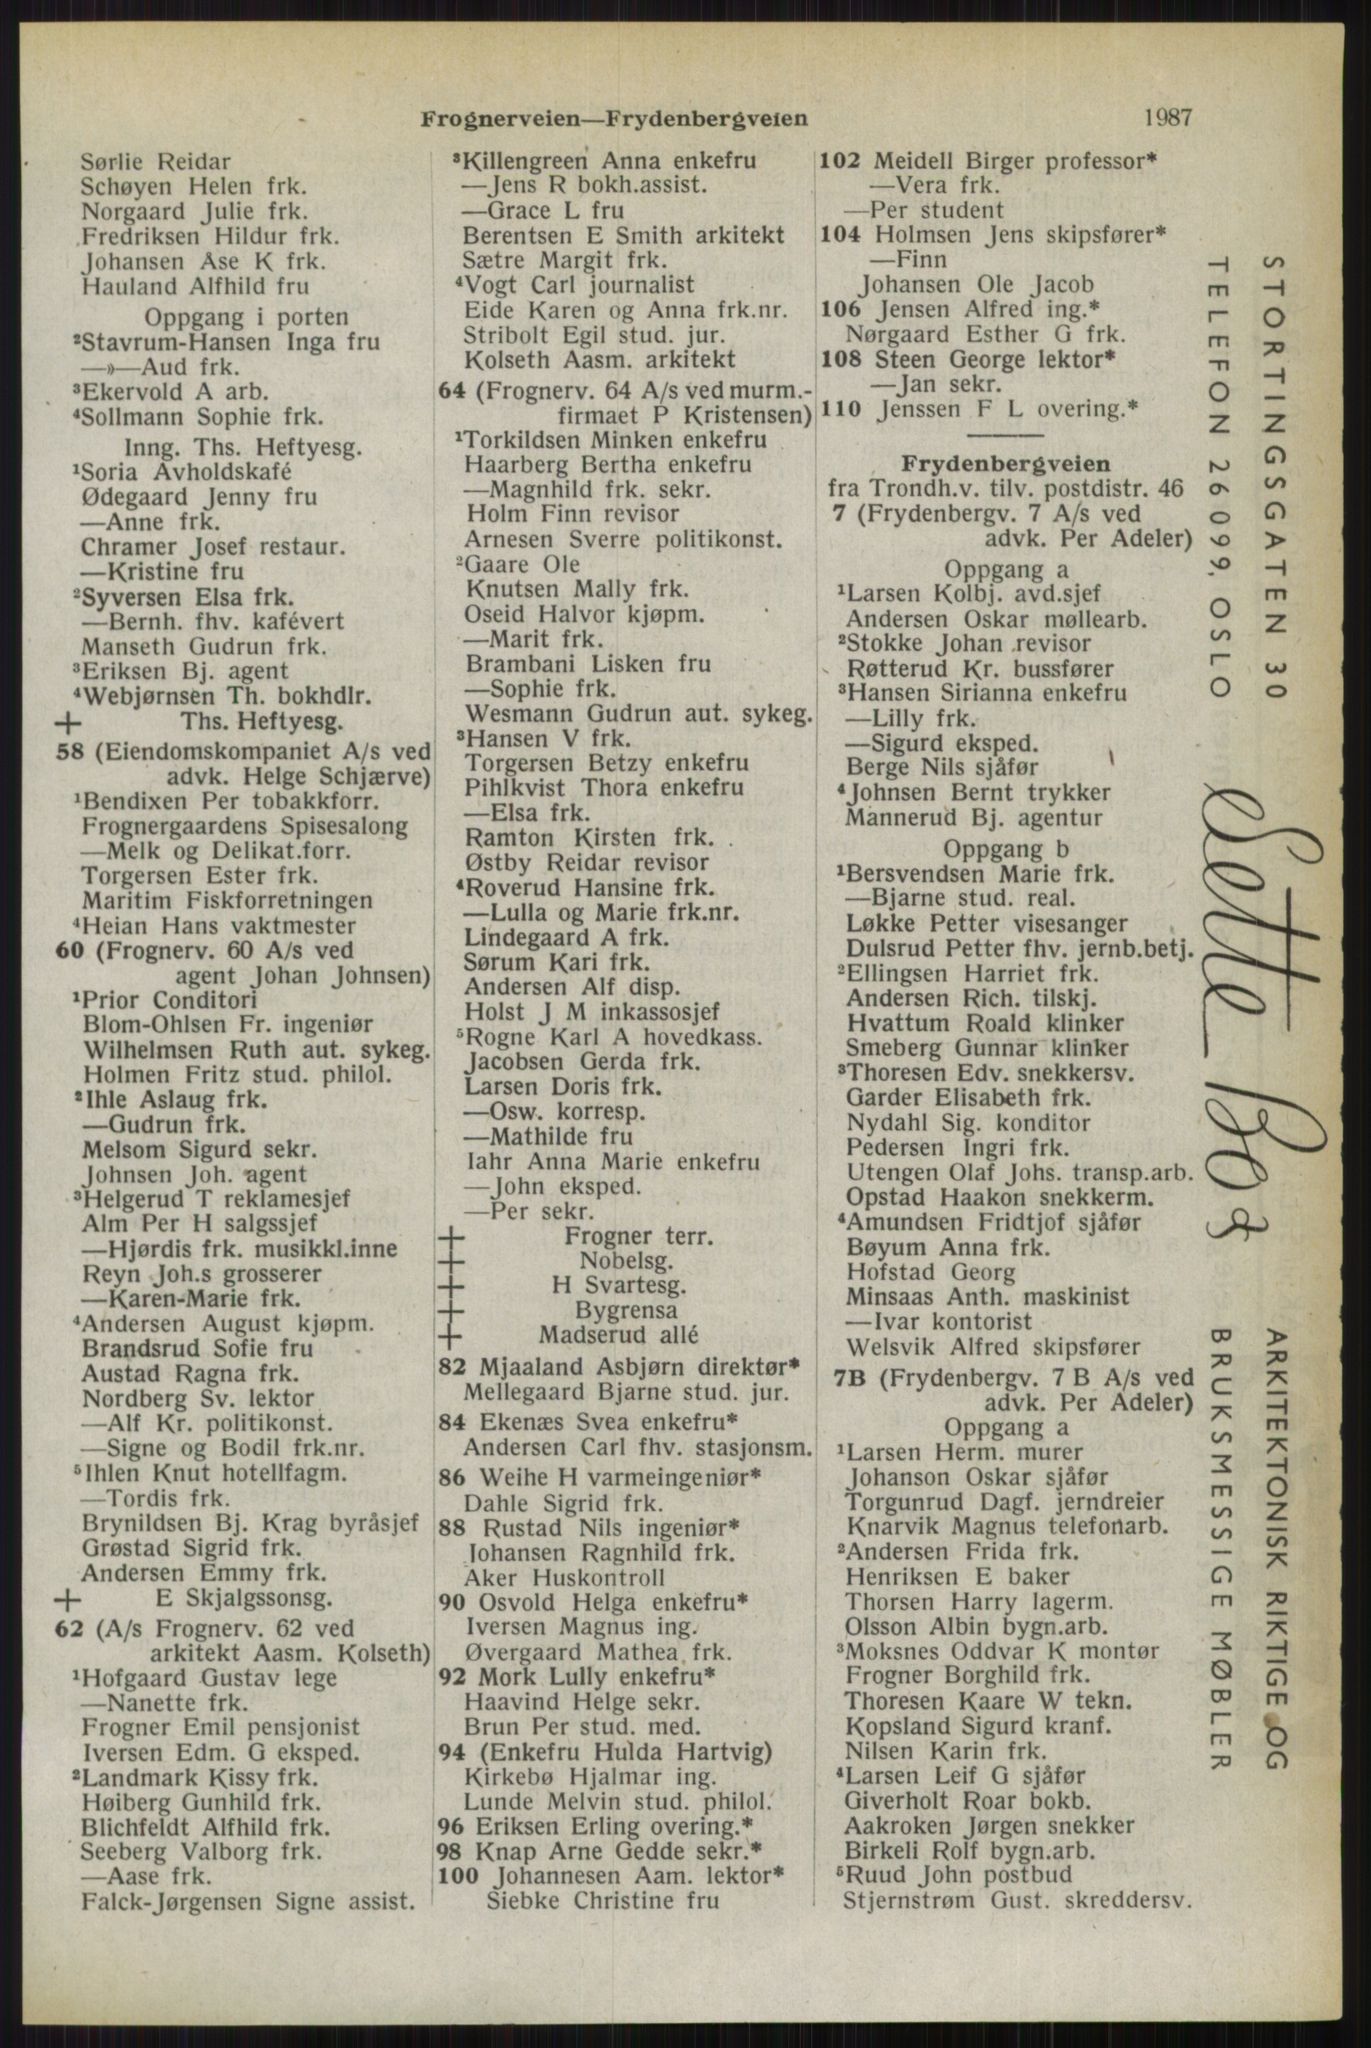 Frognerveien—Frydenbergveien
1987
Sørlie Reidar
Schøyen Helen frk.
Norgaard Julie frk.
Fredriksen Hildur frk.
Johansen Åse K frk.
Hauland Alfhild fru
Oppgang i porten
²Stavrum-Hansen Inga fru
—»—Aud frk.
³Ekervold A arb.
⁴Sollmann Sophie frk.
Inng. Ths. Heftyesg.
¹Soria Avholdskafé
Ødegaard Jenny fru
—Anne frk.
Chramer Josef restaur.
—Kristine fru
²Syversen Elsa frk.
—Bernh. fhv. kafévert
Manseth Gudrun frk.
³Eriksen Bj. agent
⁴Webjørnsen Th. bokhdlr.
+ Ths. Heftyesg.
58 (Eiendomskompaniet A/s ved
advk. Helge Schjærve)
¹Bendixen Per tobakkforr.
Frognergaardens Spisesalong
—Melk og Delikat.forr.
Torgersen Ester frk.
Maritim Fiskforretningen
⁴Heian Hans vaktmester
60 (Frognerv. 60 A/s ved
agent Johan Johnsen)
¹Prior Conditori
Blom-Ohlsen Fr. ingeniør
Wilhelmsen Ruth aut. sykeg.
Holmen Fritz stud. philol.
²Ihle Aslaug frk.
—Gudrun frk.
Melsom Sigurd sekr.
Johnsen Joh. agent
³Helgerud T reklamesjef
Alm Per H salgssjef
—Hjørdis frk. musikkl.inne
Reyn Joh.s grosserer
—Karen-Marie frk.
⁴Andersen August kjøpm.
Brandsrud Sofie fru
Austad Ragna frk.
Nordberg Sv. lektor
—Alf Kr. politikonst.
—Signe og Bodil frk.nr.
⁵Ihlen Knut hotellfagm.
—Tordis frk.
Brynildsen Bj. Krag byråsjef
Grøstad Sigrid frk.
Andersen Emmy frk.
+ E Skjalgssonsg.
62 (A/s Frognerv. 62 ved
arkitekt Aasm. Kolseth)
¹Hofgaard Gustav lege
—Nanette frk.
Frogner Emil pensjonist
Iversen Edm. G eksped.
²Landmark Kissy frk.
Høiberg Gunhild frk.
Blichfeldt Alfhild frk.
Seeberg Valborg frk.
—Aase frk.
Falck-Jørgensen Signe assist.
³Killengreen Anna enkefru
—Jens R bokh.assist.
—Grace L fru
Berentsen E Smith arkitekt
Sætre Margit frk.
⁴Vogt Carl journalist
Eide Karen og Anna frk.nr.
Stribolt Egil stud. jur.
Kolseth Aasm. arkitekt
64 (Frognerv. 64 A/s ved murm.-
firmaet P Kristensen)
¹Torkildsen Minken enkefru
Haarberg Bertha enkefru
—Magnhild frk. sekr.
Holm Finn revisor
Arnesen Sverre politikonst.
²Gaare Ole
Knutsen Mally frk.
Oseid Halvor kjøpm.
—Marit frk.
Brambani Lisken fru
—Sophie frk.
Wesmann Gudrun aut. sykeg.
³Hansen V frk.
Torgersen Betzy enkefru
Pihlkvist Thora enkefru
—Elsa frk.
Ramton Kirsten frk.
Østby Reidar revisor
⁴Roverud Hansine frk.
—Lulla og Marie frk.nr.
Lindegaard A frk.
Sørum Kari frk.
Andersen Alf disp.
Holst J M inkassosjef
⁵Rogne Karl A hovedkass.
Jacobsen Gerda frk.
Larsen Doris frk.
—Osw. korresp.
—Mathilde fru
Iahr Anna Marie enkefru
—John eksped.
—Per sekr.
+ Frogner terr.
+ Nobelsg.
+ H Svartesg.
+ Bygrensa
+ Madserud allé
82 Mjaaland Asbjørn direktør*
Mellegaard Bjarne stud. jur.
84 Ekenæs Svea enkefru*
Andersen Carl fhv. stasjonsm.
86 Weihe H varmeingeniør*
Dahle Sigrid frk.
88 Rustad Nils ingeniør*
Johansen Ragnhild frk.
Aker Huskontroll
90 Osvold Helga enkefru*
Iversen Magnus ing.
Øvergaard Mathea frk.
92 Mork Lully enkefru*
Haavind Helge sekr.
Brun Per stud. med.
94 (Enkefru Hulda Hartvig)
Kirkebø Hjalmar ing.
Lunde Melvin stud. philol.
96 Eriksen Erling overing.*
98 Knap Arne Gedde sekr.*
100 Johannesen Aam. lektor*
Siebke Christine fru
102 Meidell Birger professor*
—Vera frk.
—Per student
104 Holmsen Jens skipsfører*
—Finn
Johansen Ole Jacob
106 Jensen Alfred ing.*
Nørgaard Esther G frk.
108 Steen George lektor*
—Jan sekr.
110 Jenssen F L overing.*
Frydenbergveien
fra Trondh.v. tilv. postdistr. 46
7 (Frydenbergv. 7 A/s ved
advk. Per Adeler)
Oppgang a
¹Larsen Kolbj. avd.sjef
Andersen Oskar møllearb.
²Stokke Johan revisor
Røtterud Kr. bussfører
³Hansen Sirianna enkefru
—Lilly frk.
—Sigurd eksped.
Berge Nils sjåfør
⁴Johnsen Bernt trykker
Mannerud Bj. agentur
Oppgang b
¹Bersvendsen Marie frk.
—Bjarne stud. real.
Løkke Petter visesanger
Dulsrud Petter fhv. jernb.betj.
²Ellingsen Harriet frk.
Andersen Rich. tilskj.
Hvattum Roald klinker
Smeberg Gunnar klinker
³Thoresen Edv. snekkersv.
Garder Elisabeth frk.
Nydahl Sig. konditor
Pedersen Ingri frk.
Utengen Olaf Johs. transp.arb.
Opstad Haakon snekkerm.
⁴Amundsen Fridtjof sjåfør
Bøyum Anna frk.
Hofstad Georg
Minsaas Anth. maskinist
—Ivar kontorist
Welsvik Alfred skipsfører
7B (Frydenbergv. 7 B A/s ved
advk. Per Adeler)
Oppgang a
¹Larsen Herm. murer
Johanson Oskar sjåfør
Torgunrud Dagf. jerndreier
Knarvik Magnus telefonarb.
²Andersen Frida frk.
Henriksen E baker
Thorsen Harry lagerm.
Olsson Albin bygn.arb.
³Moksnes Oddvar K montør
Frogner Borghild frk.
Thoresen Kaare W tekn.
Kopsland Sigurd kranf.
Nilsen Karin frk.
⁴Larsen Leif G sjåfør
Giverholt Roar bokb.
Aakroken Jørgen snekker
Birkeli Rolf bygn.arb.
⁵Ruud John postbud
Stjernstrøm Gust. skreddersv.
STORTINGSGATEN 30
TELEFON 26099, OSLO
Sette Bo
ARKITEKTONISK RIKTIGE OG
BRUKSMESSIGE MØBLER